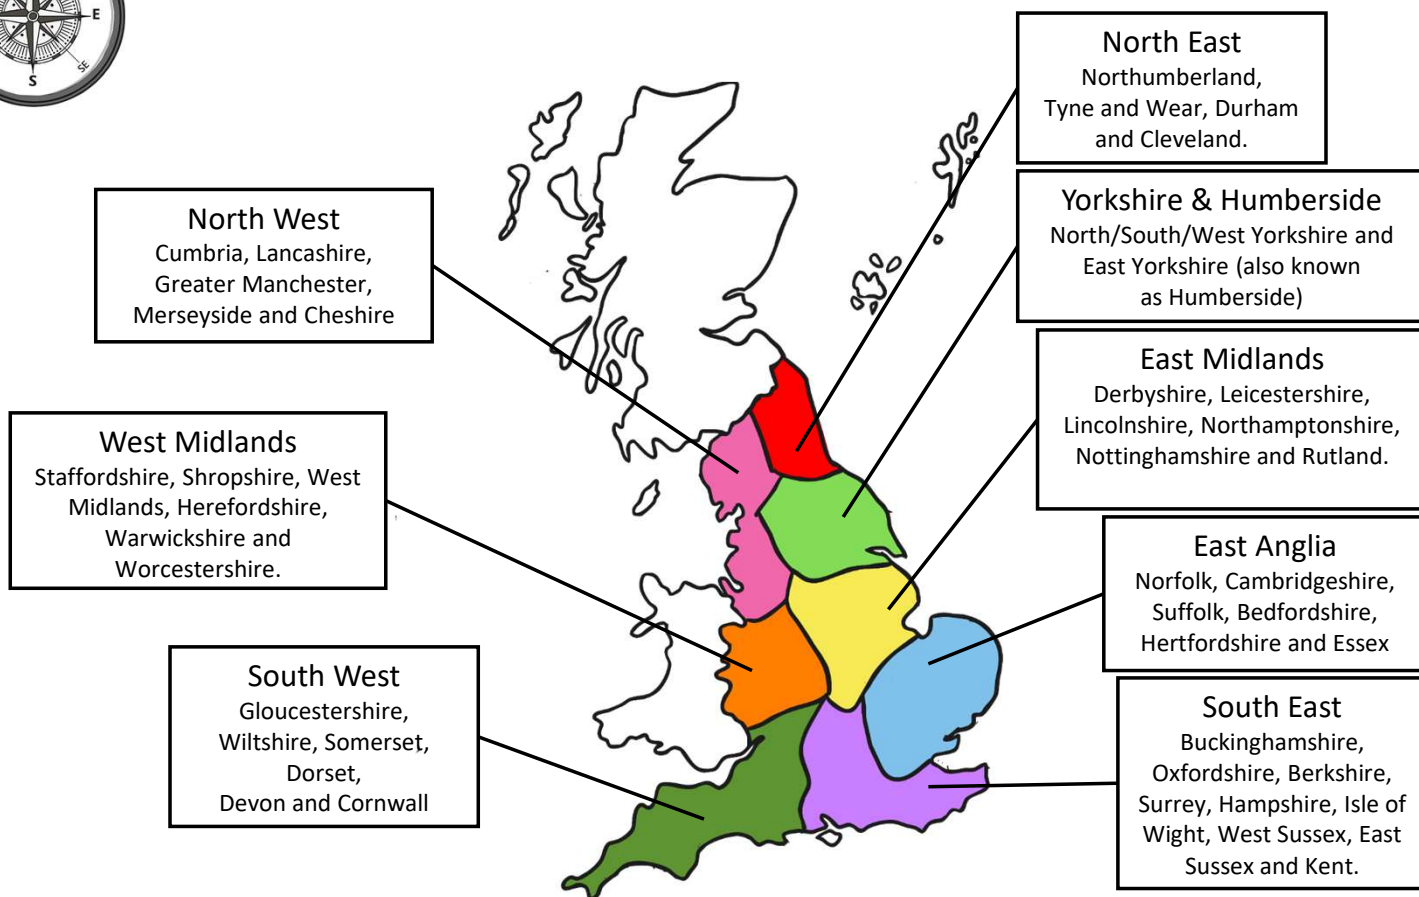 E
SE
S
North East
Northumberland,
Tyne and Wear, Durham
and Cleveland.
Yorkshire & Humberside
North/South/West Yorkshire and
East Yorkshire (also known
as Humberside)
North West
Cumbria, Lancashire,
Greater Manchester,
Merseyside and Cheshire
East Midlands
Derbyshire, Leicestershire,
Lincolnshire, Northamptonshire,
Nottinghamshire and Rutland.
West Midlands
Staffordshire, Shropshire, West
Midlands, Herefordshire,
Warwickshire and
Worcestershire.
East Anglia
Norfolk, Cambridgeshire,
Suffolk, Bedfordshire,
Hertfordshire and Essex
South West
Gloucestershire,
Wiltshire, Somerset,
Dorset,
Devon and Cornwall
South East
Buckinghamshire,
Oxfordshire, Berkshire,
Surrey, Hampshire, Isle of
Wight, West Sussex, East
Sussex and Kent.